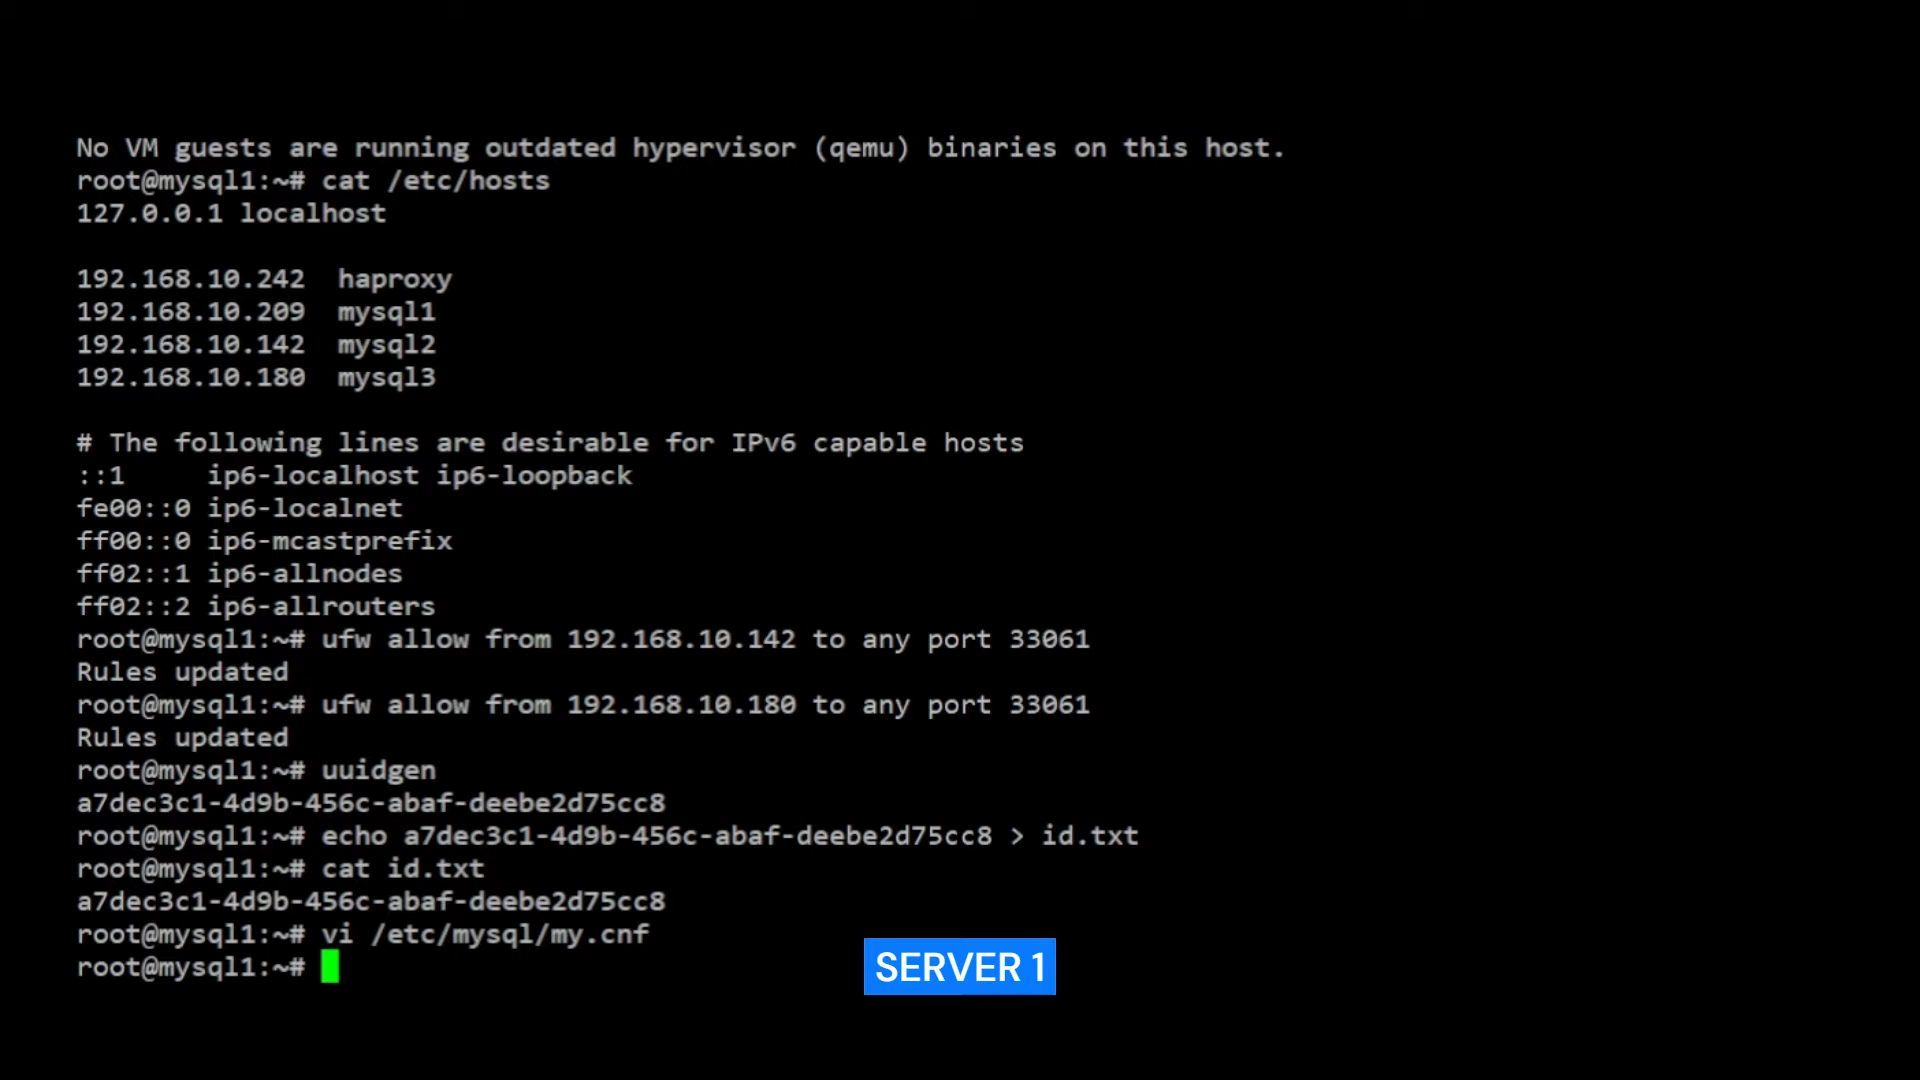 No VM guests are running outdated hypervisor (qemu) binaries on this host.
root@mysql1:~# cat /etc/hosts
127.0.0.1 localhost
192.168.10.242  haproxy
192.168.10.209  mysql1
192.168.10.142  mysql2
192.168.10.180  mysql3
# The following lines are desirable for IPv6 capable hosts
::1     ip6-localhost ip6-loopback
fe00::0 ip6-localnet
ff00::0 ip6-mcastprefix
ff02::1 ip6-allnodes
ff02::2 ip6-allrouters
root@mysql1:~# ufw allow from 192.168.10.142 to any port 33061
Rules updated
root@mysql1:~# ufw allow from 192.168.10.180 to any port 33061
Rules updated
root@mysql1:~# uuidgen
a7dec3c1-4d9b-456c-abaf-deebe2d75cc8
root@mysql1:~# echo a7dec3c1-4d9b-456c-abaf-deebe2d75cc8 > id.txt
root@mysql1:~# cat id.txt
a7dec3c1-4d9b-456c-abaf-deebe2d75cc8
root@mysql1:~# vi /etc/mysql/my.cnf
root@mysql1:~#
SERVER 1